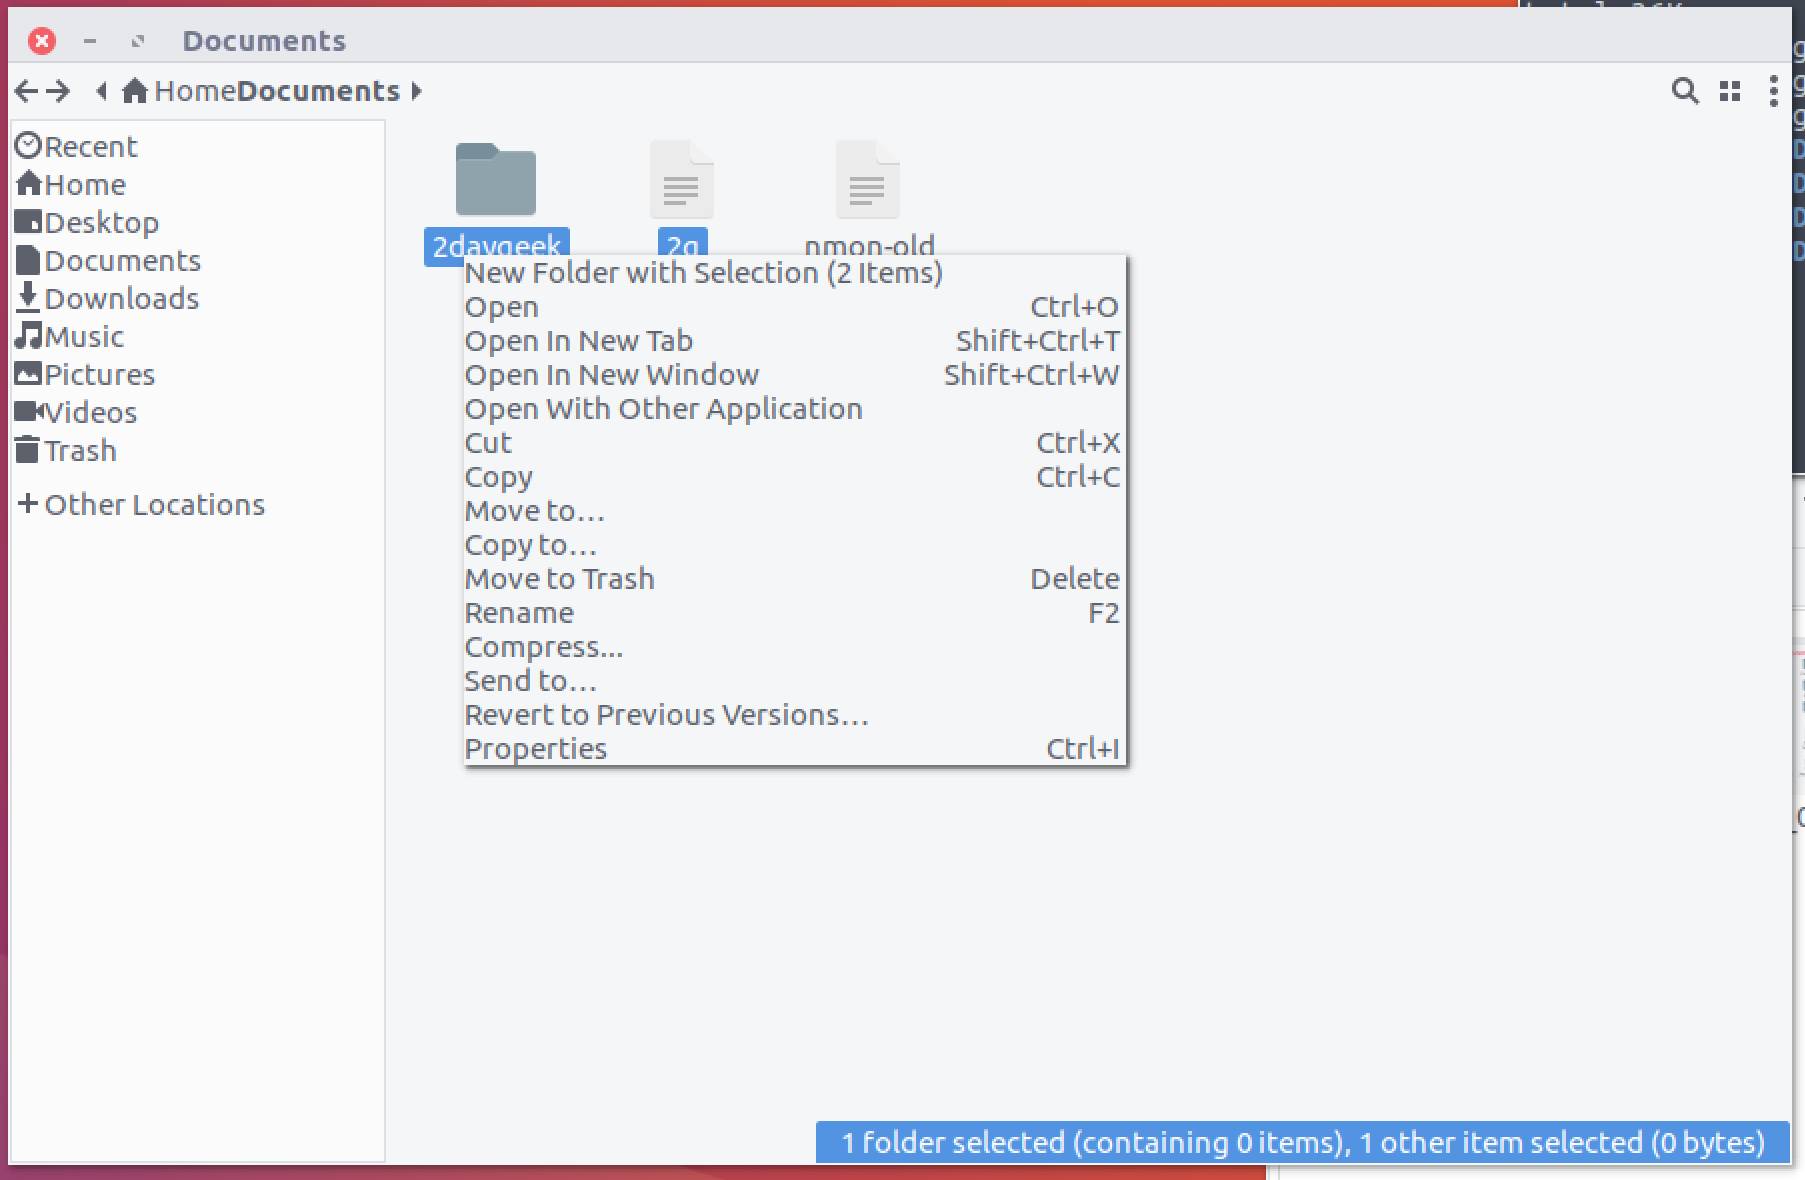 Documents
Home Documents
Recent
Home
Desktop
Documents
Downloads
Music
Pictures
Videos
Trash
Other Locations
2daygeek 2g nmon-old
New Folder with Selection (2 Items)
Open Ctrl+O
Open In New Tab Shift+Ctrl+T
Open In New Window Shift+Ctrl+W
Open With Other Application
Cut Ctrl+X
Copy Ctrl+C
Move to…
Copy to…
Move to Trash Delete
Rename F2
Compress...
Send to…
Revert to Previous Versions…
Properties Ctrl+I
1 folder selected (containing 0 items), 1 other item selected (0 bytes)